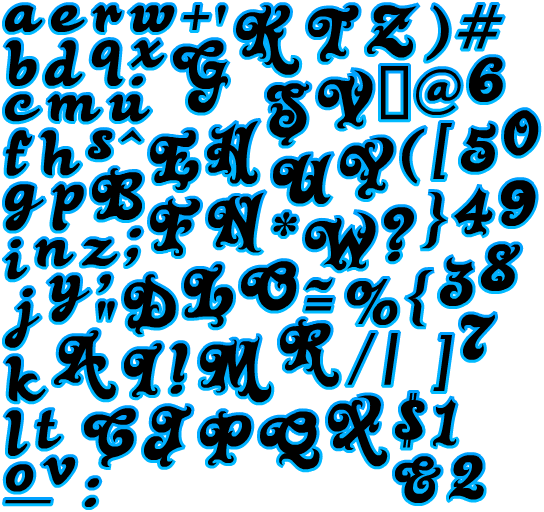 a e r w + ' K T Z ) #
b d q x G S V @ 6
c m u
f h s ^ E H U Y ( [ 5 0
g p B F N * W ? } 4 9
i n z ; D L O ≈ = % { 3 8
j y ' "
k A I ! M R / | ] 7
l t C J P Q X $ 1
o v : & 2
_